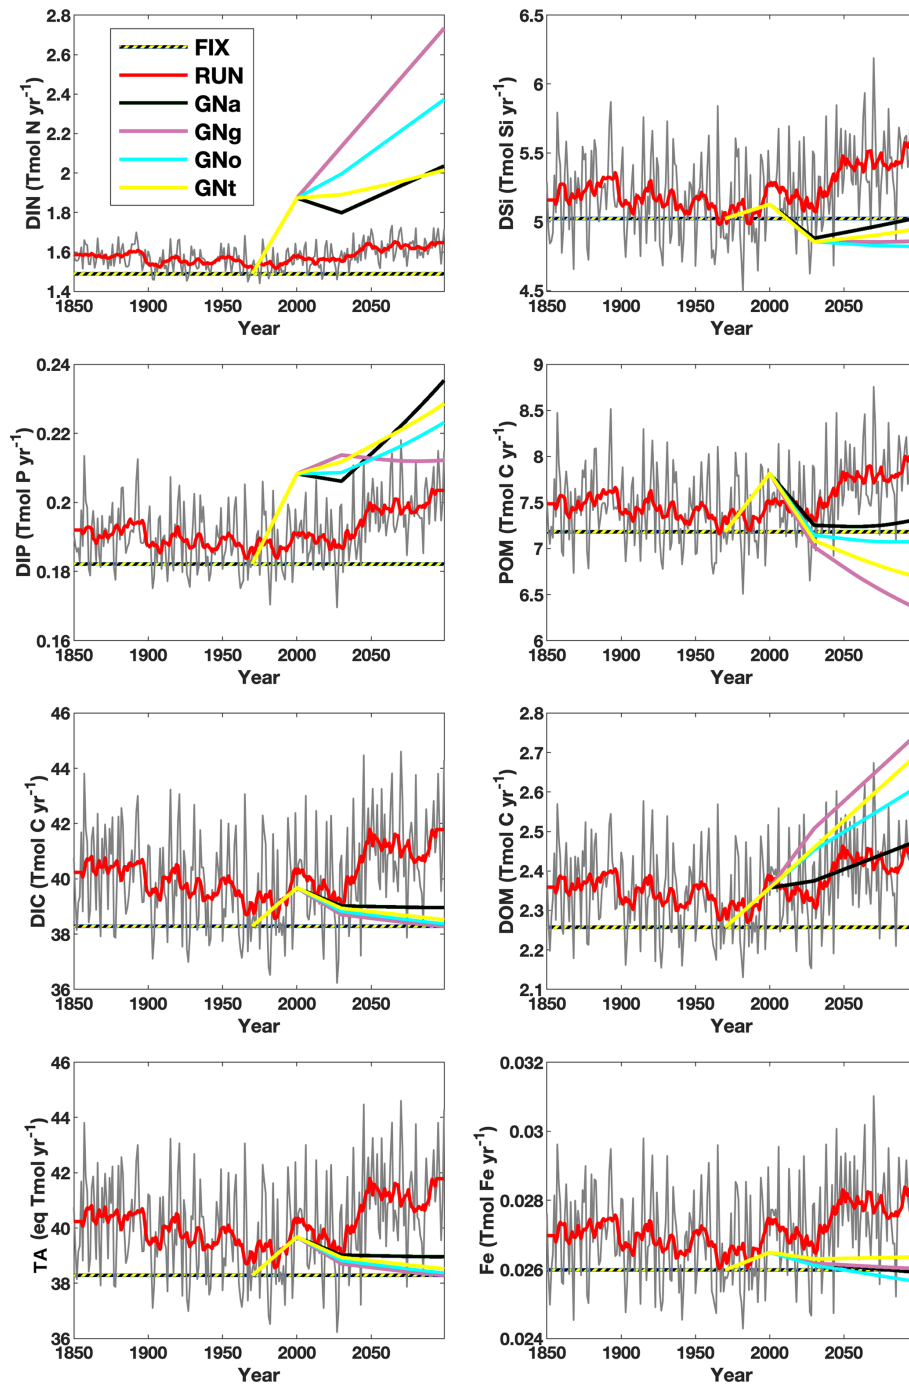 DIN (Tmol N yr⁻¹)
2.8
2.6
2.4
2.2
2
1.8
1.6
1.4
FIX
RUN
GNa
GNg
GNo
GNt
1850 1900 1950 2000 2050
Year
DSi (Tmol Si yr⁻¹)
6.5
6
5.5
5
4.5
1850 1900 1950 2000 2050
Year
DIP (Tmol P yr⁻¹)
0.24
0.22
0.2
0.18
0.16
1850 1900 1950 2000 2050
Year
POM (Tmol C yr⁻¹)
9
8.5
8
7.5
7
6.5
6
1850 1900 1950 2000 2050
Year
DIC (Tmol C yr⁻¹)
46
44
42
40
38
36
1850 1900 1950 2000 2050
Year
DOM (Tmol C yr⁻¹)
2.8
2.7
2.6
2.5
2.4
2.3
2.2
2.1
1850 1900 1950 2000 2050
Year
TA (eq Tmol yr⁻¹)
46
44
42
40
38
36
1850 1900 1950 2000 2050
Year
Fe (Tmol Fe yr⁻¹)
0.032
0.03
0.028
0.026
0.024
1850 1900 1950 2000 2050
Year